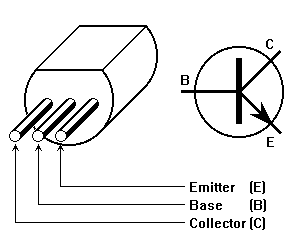 C
B
E
Emitter (E)
Base (B)
Collector (C)